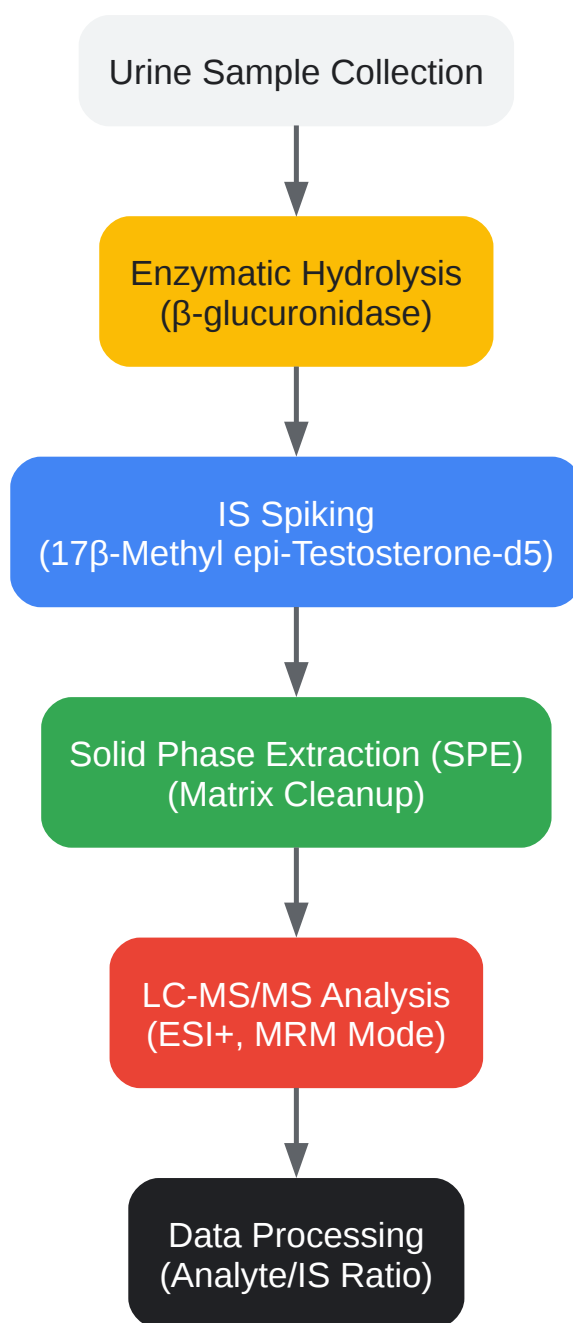 Urine Sample Collection
Enzymatic Hydrolysis
(β-glucuronidase)
IS Spiking
(17β-Methyl epi-Testosterone-d5)
Solid Phase Extraction (SPE)
(Matrix Cleanup)
LC-MS/MS Analysis
(ESI+, MRM Mode)
Data Processing
(Analyte/IS Ratio)